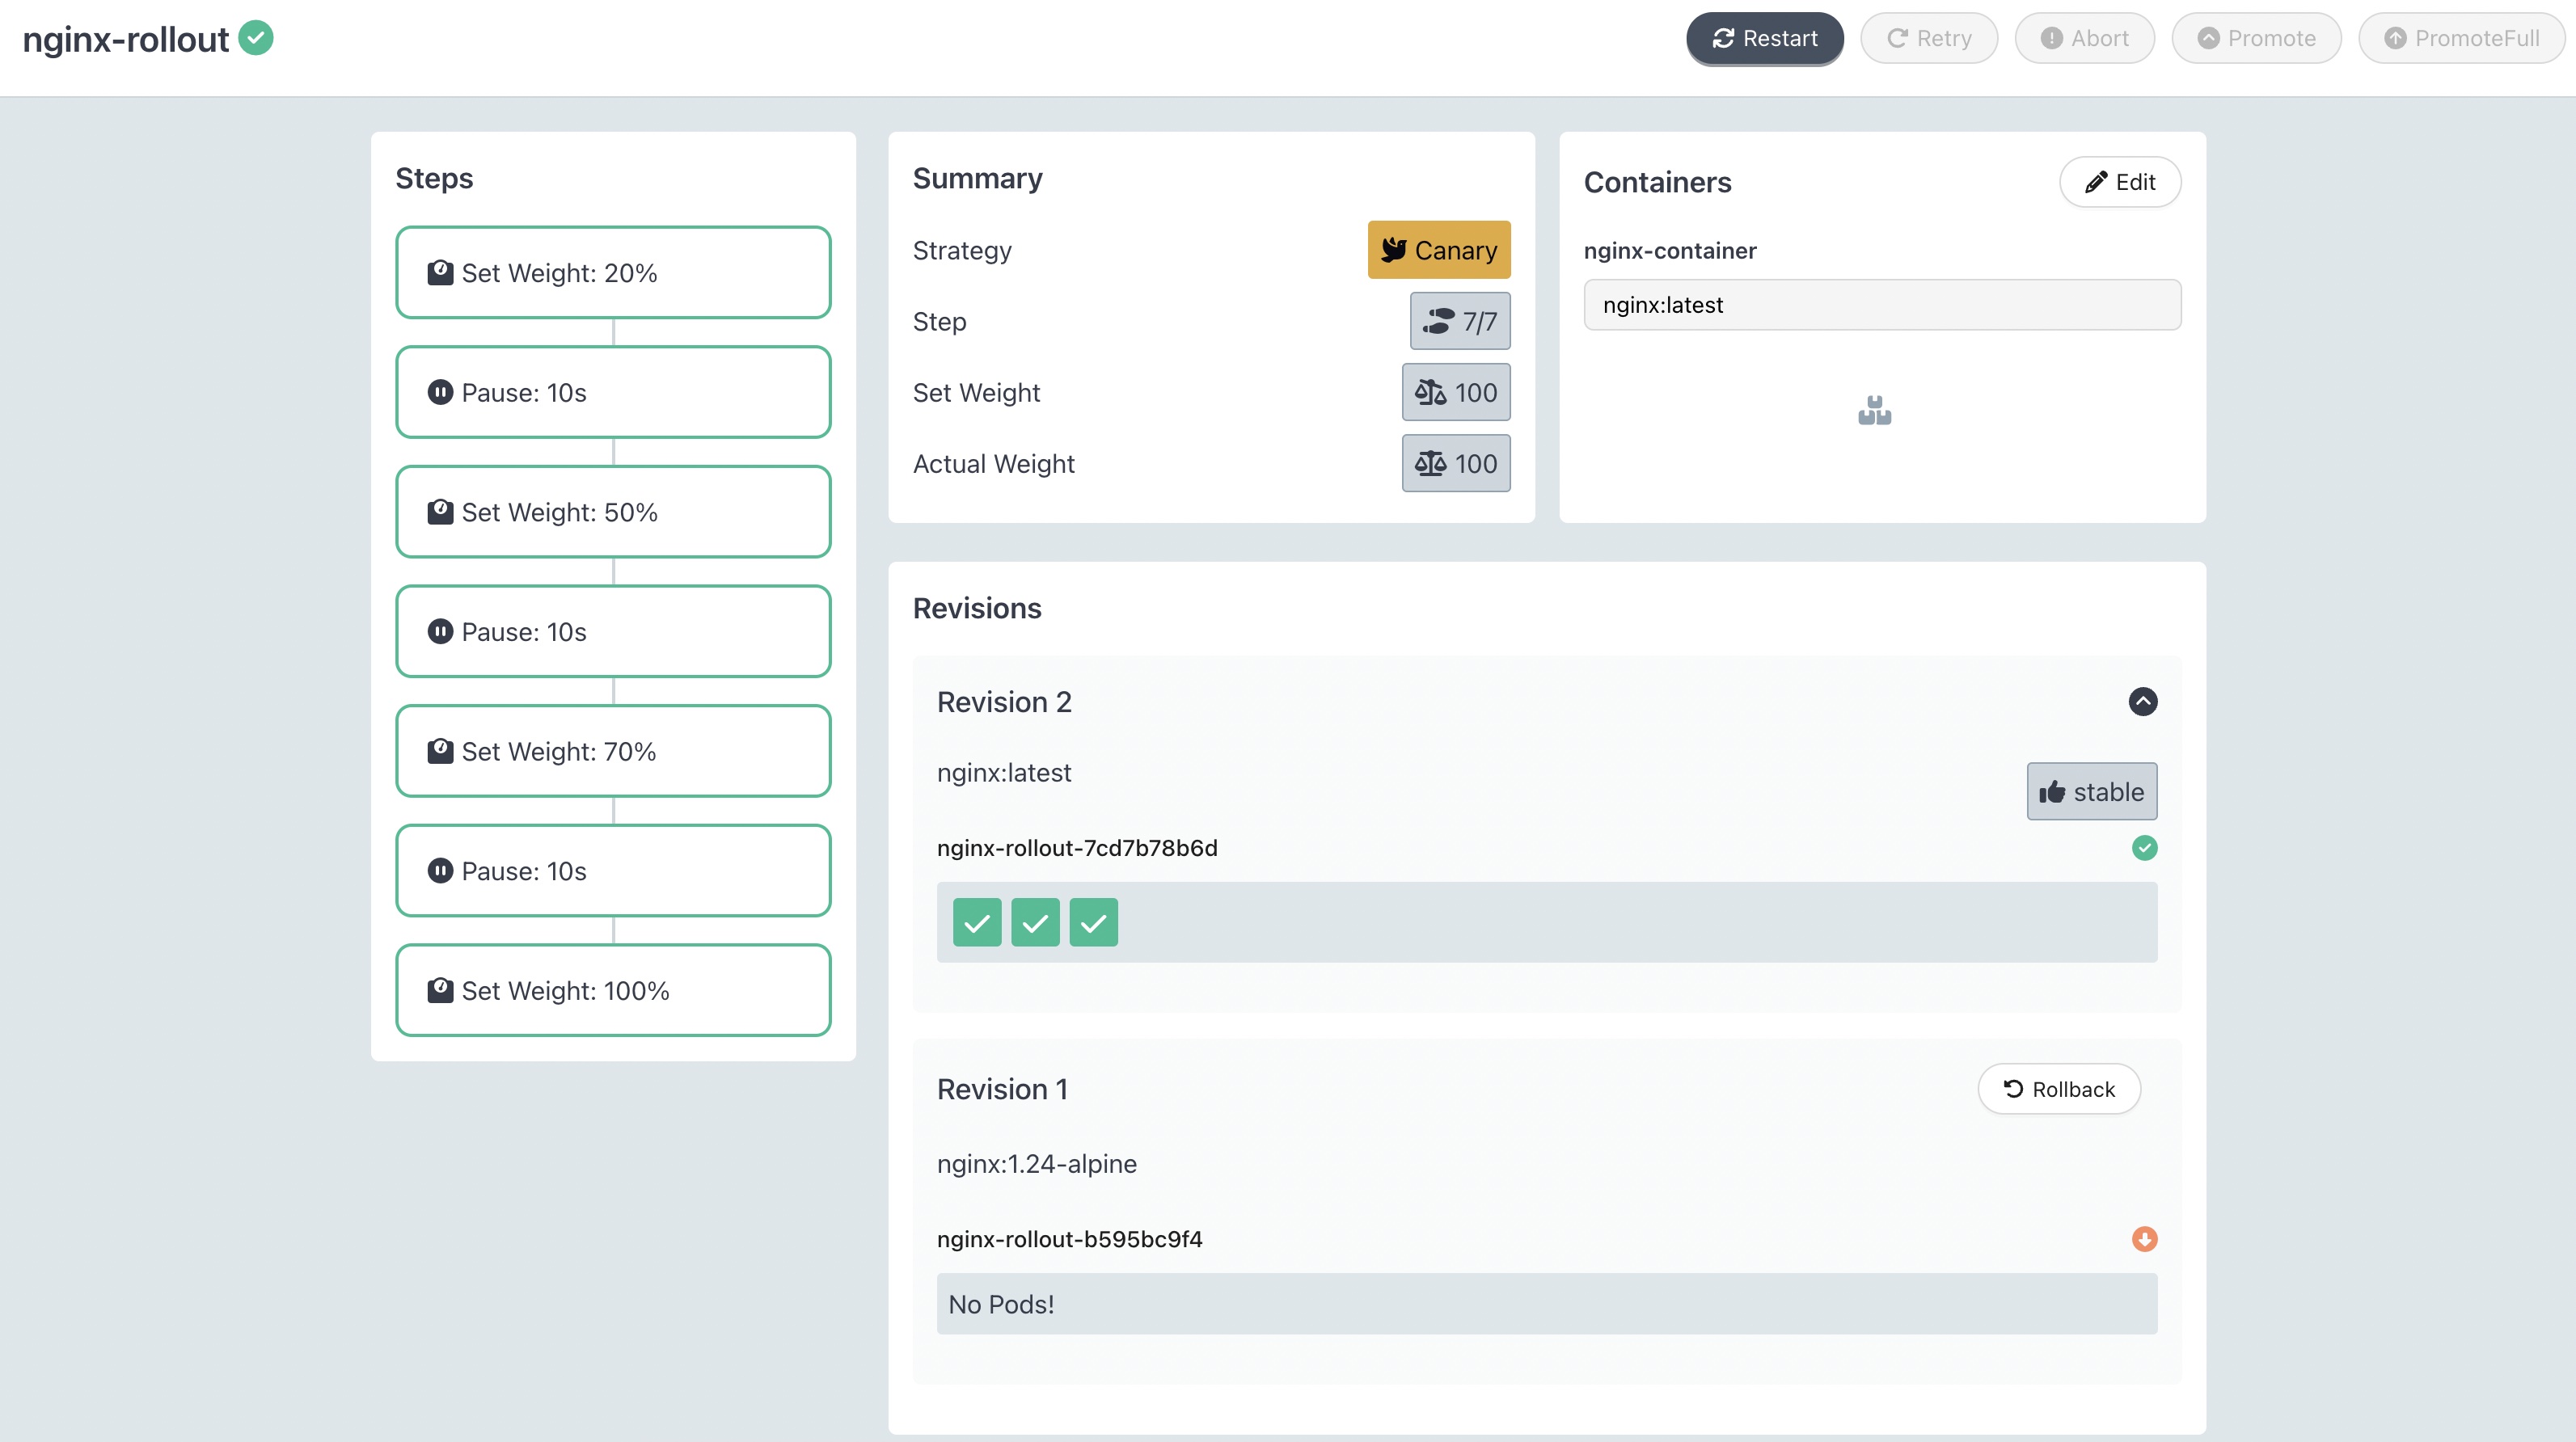 nginx-rollout
Restart
Retry
Abort
Promote
PromoteFull
Steps
Set Weight: 20%
Pause: 10s
Set Weight: 50%
Pause: 10s
Set Weight: 70%
Pause: 10s
Set Weight: 100%
Summary
Strategy Canary
Step 7/7
Set Weight 100
Actual Weight 100
Containers
Edit
nginx-container
nginx:latest
Revisions
Revision 2
nginx:latest
stable
nginx-rollout-7cd7b78b6d
Revision 1
Rollback
nginx:1.24-alpine
nginx-rollout-b595bc9f4
No Pods!